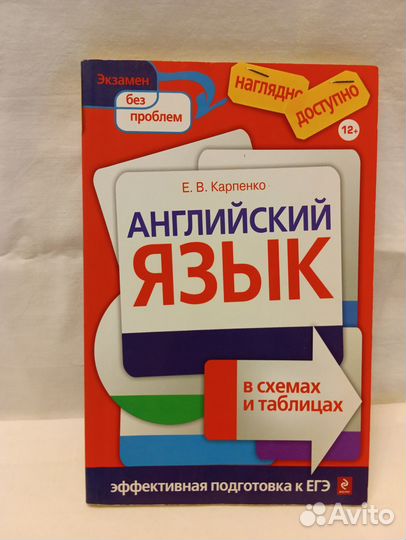 Экзамен
без
проблем
наглядно
доступно
12+
Е. В. Карпенко
АНГЛИЙСКИЙ
ЯЗЫК
в схемах
и таблицах
эффективная подготовка к ЕГЭ
Avito